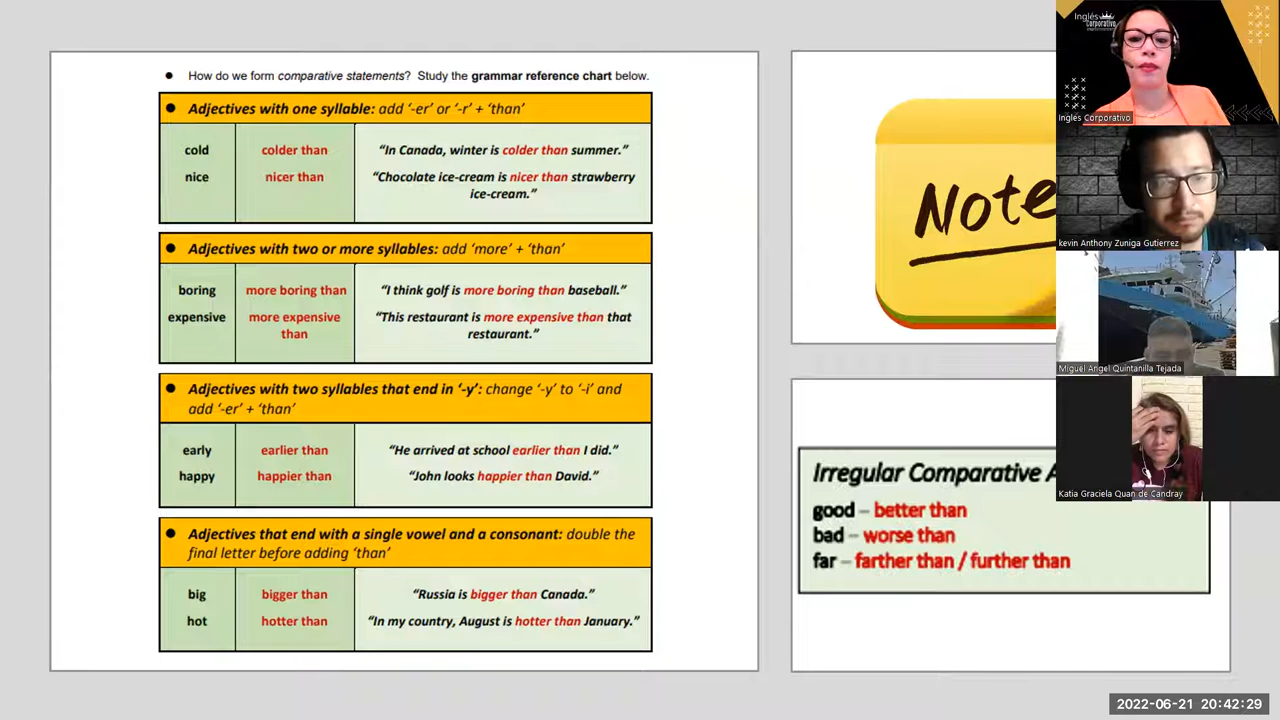 ● How do we form comparative statements? Study the grammar reference chart below.
● Adjectives with one syllable: add '-er' or '-r' + 'than'
cold colder than “In Canada, winter is colder than summer.”
nice nicer than “Chocolate ice-cream is nicer than strawberry
ice-cream.”
● Adjectives with two or more syllables: add 'more' + 'than'
boring more boring than “I think golf is more boring than baseball.”
expensive more expensive “This restaurant is more expensive than that
than restaurant.”
● Adjectives with two syllables that end in '-y': change '-y' to '-i' and
add '-er' + 'than'
early earlier than “He arrived at school earlier than I did.”
happy happier than “John looks happier than David.”
● Adjectives that end with a single vowel and a consonant: double the
final letter before adding 'than'
big bigger than “Russia is bigger than Canada.”
hot hotter than “In my country, August is hotter than January.”
Note
Irregular Comparative A
good – better than
bad – worse than
far – farther than / further than
Inglés
Corporativo
Inglés Corporativo
kevin Anthony Zuniga Gutierrez
Miguel Angel Quintanilla Tejada
Katia Graciela Quan de Candray
2022-06-21 20:42:29